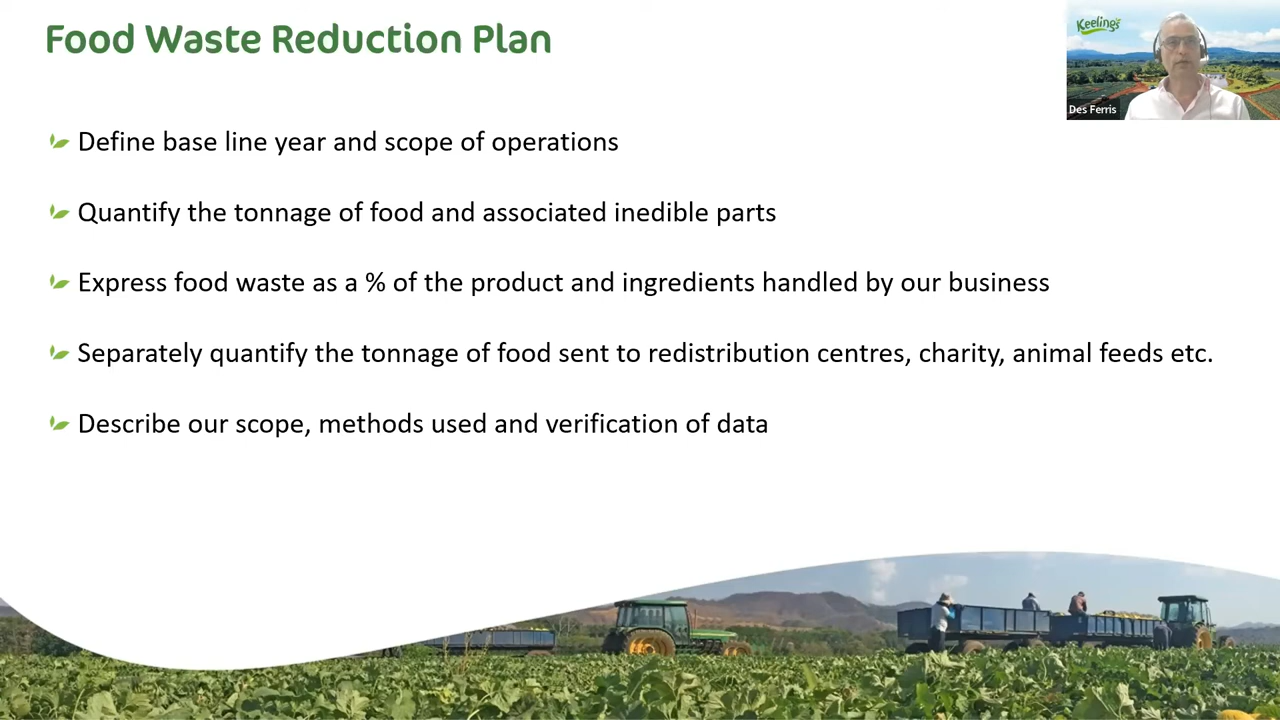 Food Waste Reduction Plan
Keelings
Des Ferris
Define base line year and scope of operations
Quantify the tonnage of food and associated inedible parts
Express food waste as a % of the product and ingredients handled by our business
Separately quantify the tonnage of food sent to redistribution centres, charity, animal feeds etc.
Describe our scope, methods used and verification of data